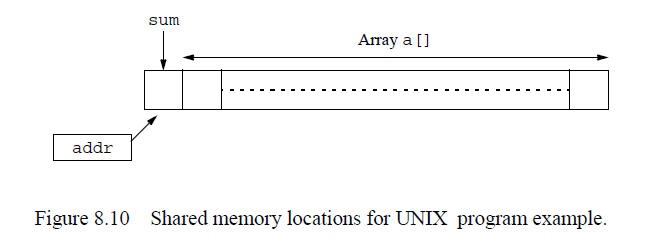 sum
Array a[]
addr
Figure 8.10 Shared memory locations for UNIX program example.